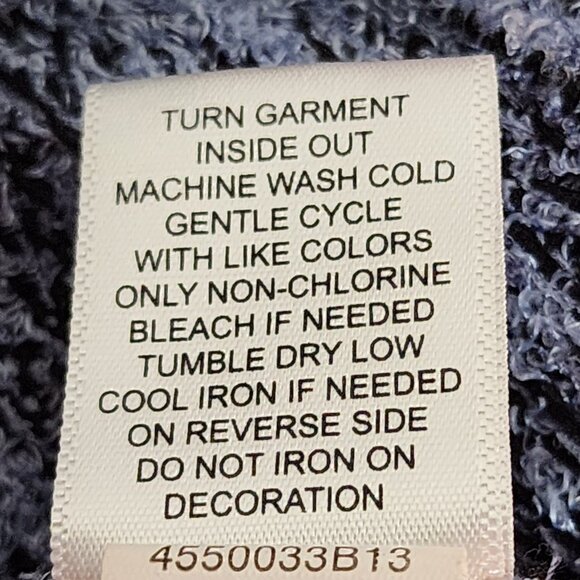 TURN GARMENT
INSIDE OUT
MACHINE WASH COLD
GENTLE CYCLE
WITH LIKE COLORS
ONLY NON-CHLORINE
BLEACH IF NEEDED
TUMBLE DRY LOW
COOL IRON IF NEEDED
ON REVERSE SIDE
DO NOT IRON ON
DECORATION
4550033B13